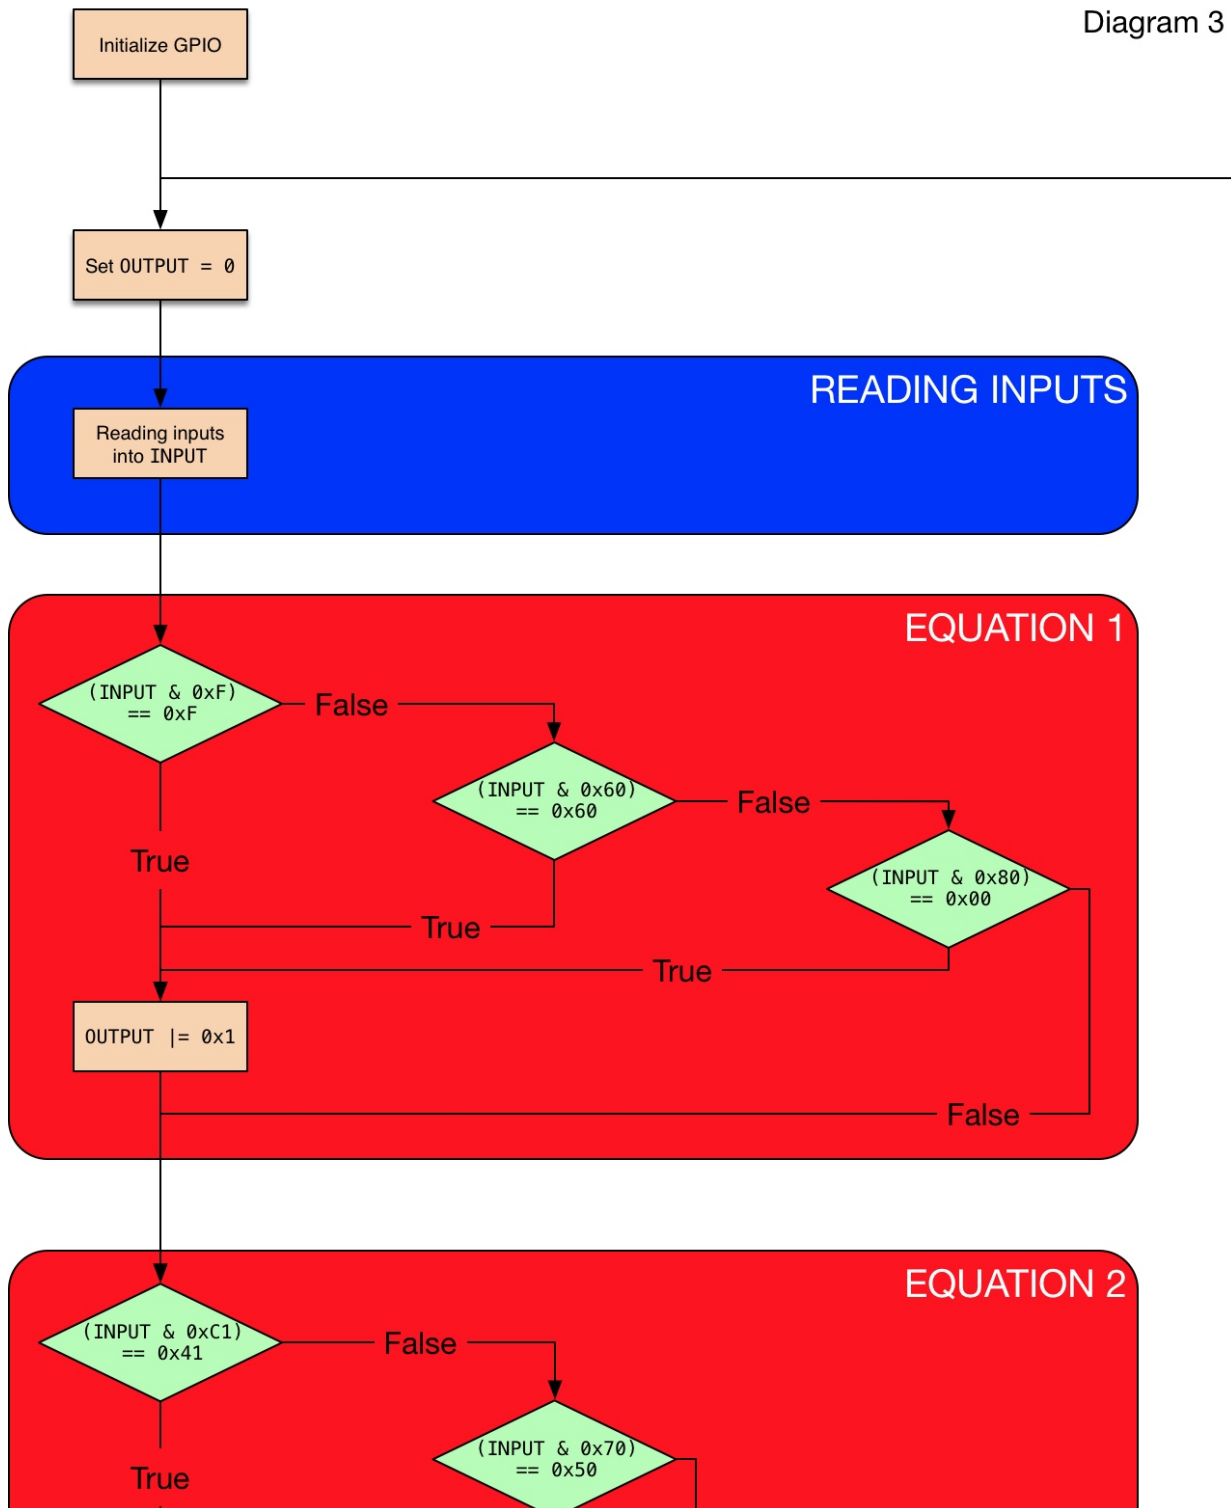 Diagram 3
Initialize GPIO
Set OUTPUT = 0
READING INPUTS
Reading inputs
into INPUT
EQUATION 1
(INPUT & 0xF)
== 0xF
False
(INPUT & 0x60)
== 0x60
False
(INPUT & 0x80)
== 0x00
True
True
True
OUTPUT |= 0x1
False
EQUATION 2
(INPUT & 0xC1)
== 0x41
False
(INPUT & 0x70)
== 0x50
True